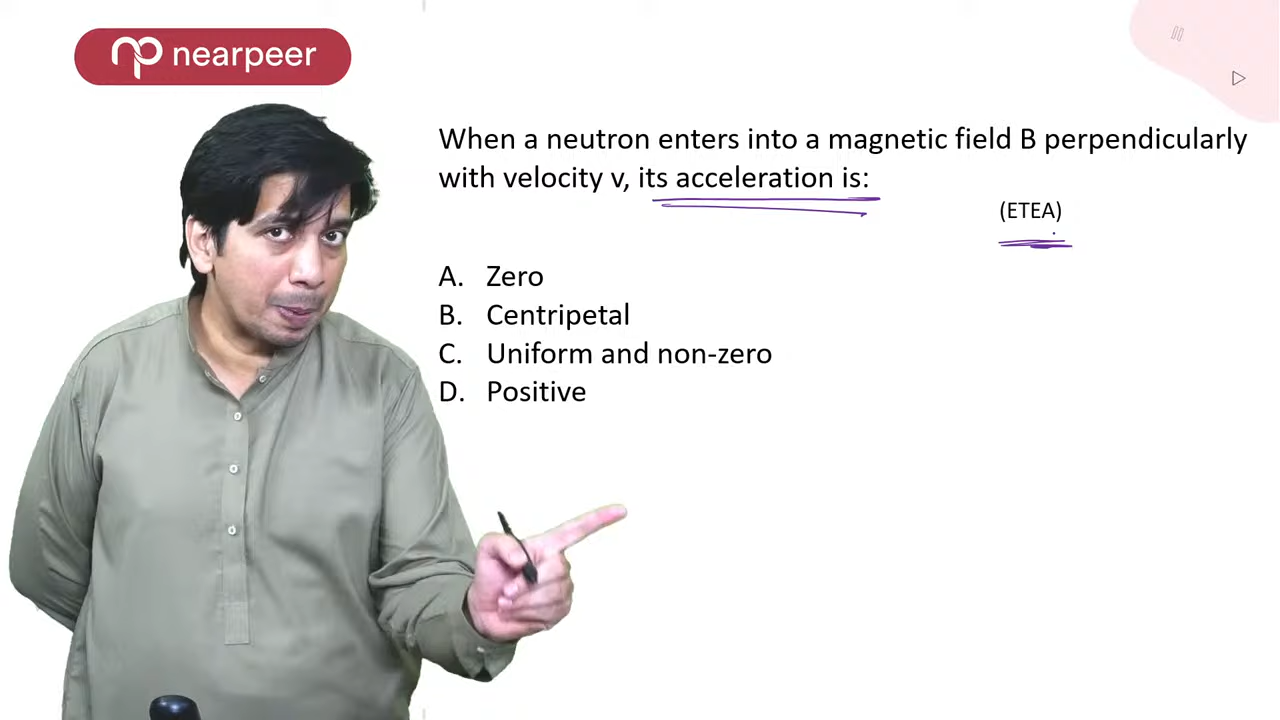 nearpeer
When a neutron enters into a magnetic field B perpendicularly
with velocity v, its acceleration is:
(ETEA)
A. Zero
B. Centripetal
C. Uniform and non-zero
D. Positive